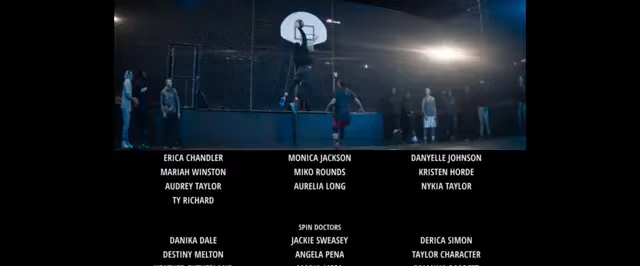 ERICA CHANDLER MONICA JACKSON DANYELLE JOHNSON
MARIAH WINSTON MIKO ROUNDS KRISTEN HORDE
AUDREY TAYLOR AURELIA LONG NYKIA TAYLOR
TY RICHARD
SPIN DOCTORS
DANIKA DALE JACKIE SWEASEY DERICA SIMON
DESTINY MELTON ANGELA PENA TAYLOR CHARACTER